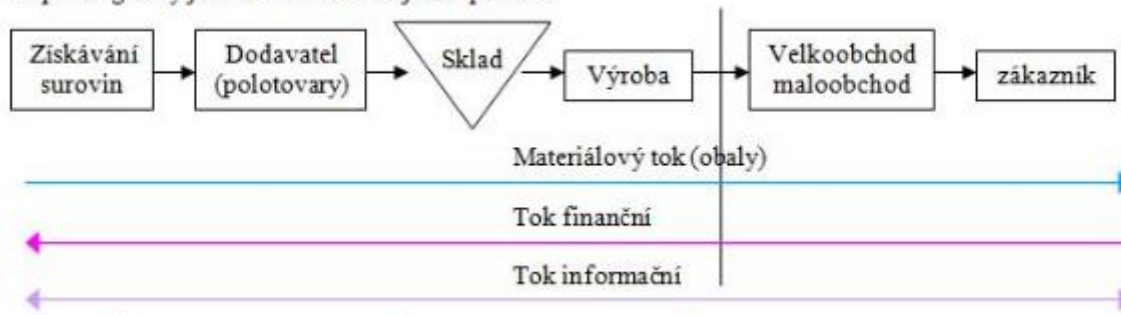 Získávání
surovin
Dodavatel
(polotovary)
Sklad
Výroba
Velkoobchod
maloobchod
zákazník
Materiálový tok (obaly)
Tok finanční
Tok informační